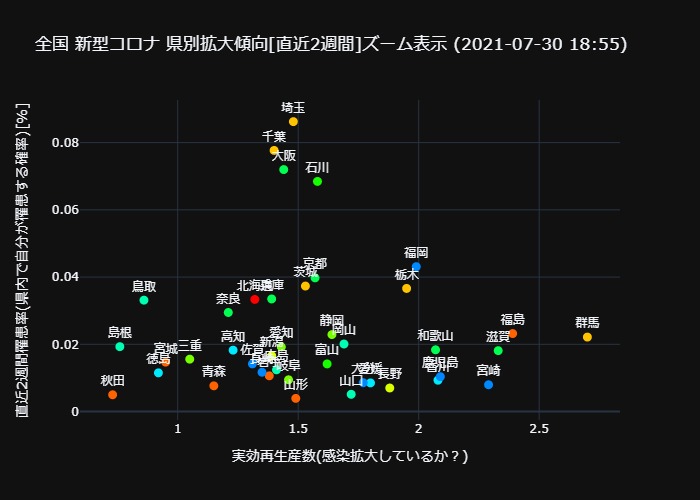 全国 新型コロナ 県別拡大傾向[直近2週間]ズーム表示 (2021-07-30 18:55)
直近2週間罹患率(県内で自分が罹患する確率)[%]
埼玉
千葉
0.08
大阪
石川
0.06
福岡
京都
栃木
茨城
0.04
鳥取
北海道
兵庫
奈良
静岡
福島
群馬
島根
愛知
岡山
和歌山
滋賀
高知
新潟
0.02
宮城
三重
佐賀
富山
徳島
岐阜
鹿児島
香川
長野
宮崎
青森
山口
秋田
山形
0
1
1.5
2
2.5
実効再生産数(感染拡大しているか？)